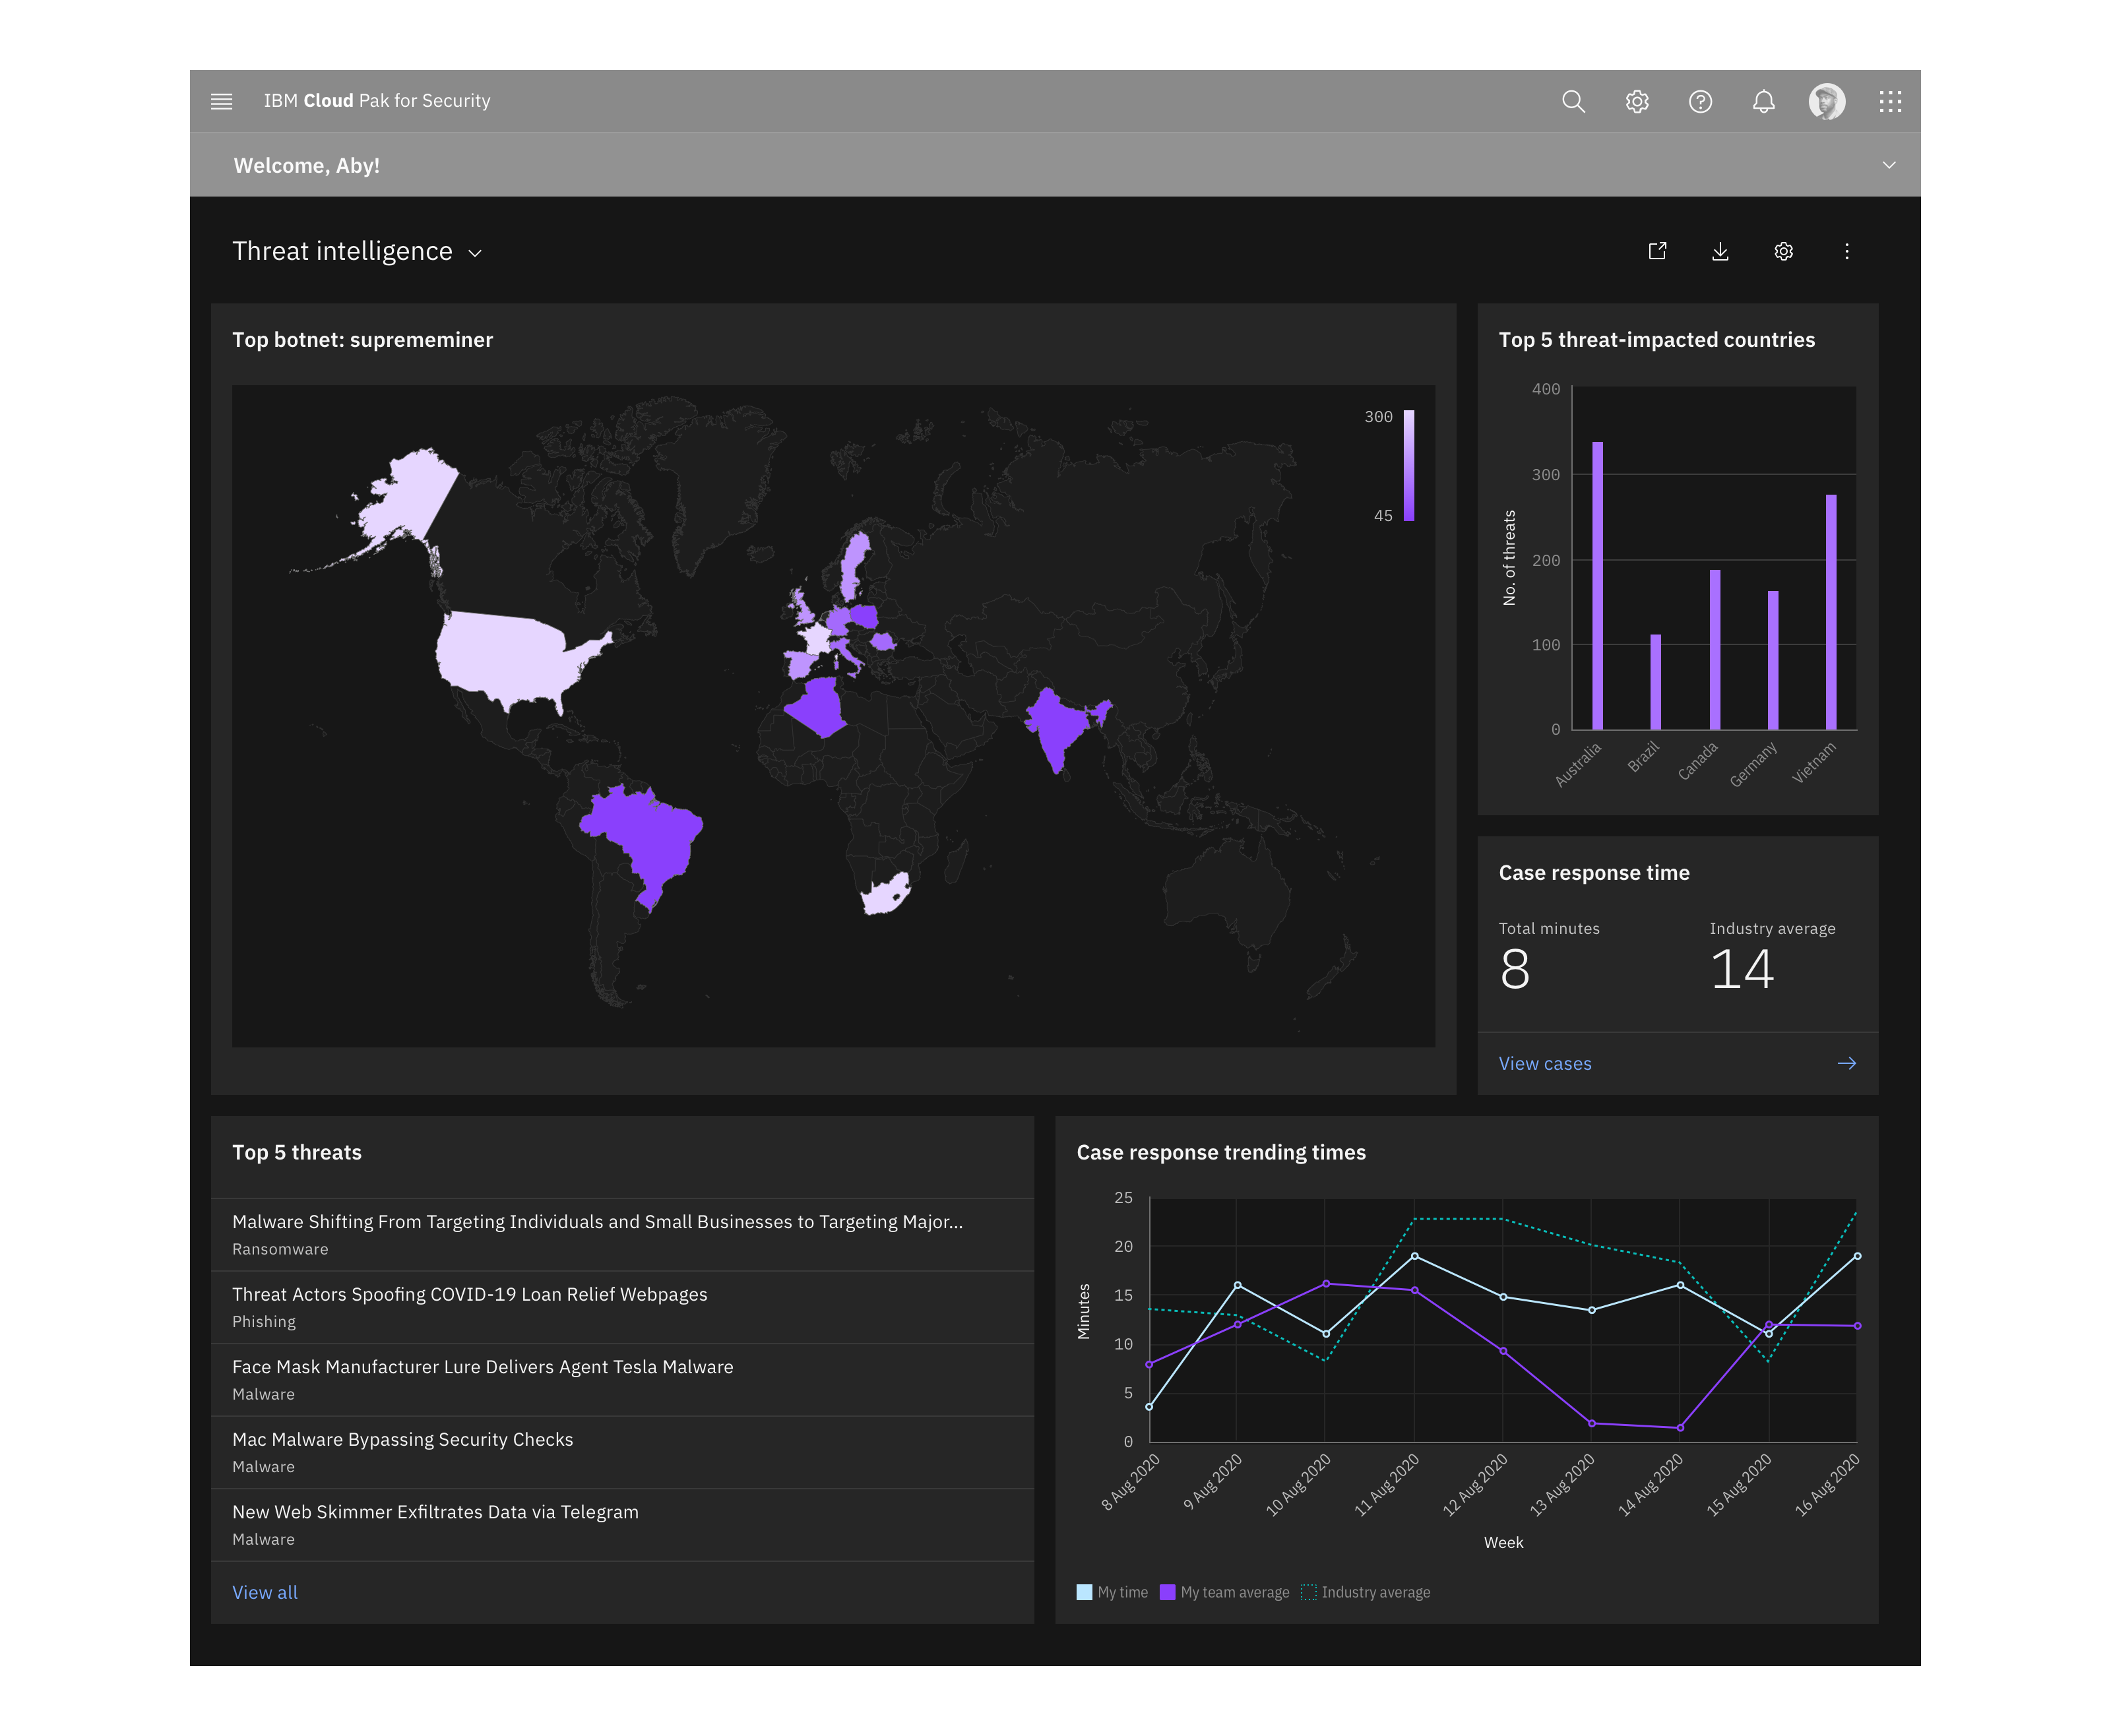 IBM Cloud Pak for Security
Welcome, Aby!
Threat intelligence
Top botnet: suprememiner
300
45
Top 5 threat-impacted countries
400
300
200
100
0
No. of threats
Australia
Brazil
Canada
Germany
Vietnam
Case response time
Total minutes
8
Industry average
14
View cases
Top 5 threats
Malware Shifting From Targeting Individuals and Small Businesses to Targeting Major...
Ransomware
Threat Actors Spoofing COVID-19 Loan Relief Webpages
Phishing
Face Mask Manufacturer Lure Delivers Agent Tesla Malware
Malware
Mac Malware Bypassing Security Checks
Malware
New Web Skimmer Exfiltrates Data via Telegram
Malware
View all
Case response trending times
25
20
15
10
5
0
Minutes
8 Aug 2020
9 Aug 2020
10 Aug 2020
11 Aug 2020
12 Aug 2020
13 Aug 2020
14 Aug 2020
15 Aug 2020
16 Aug 2020
Week
My time
My team average
Industry average